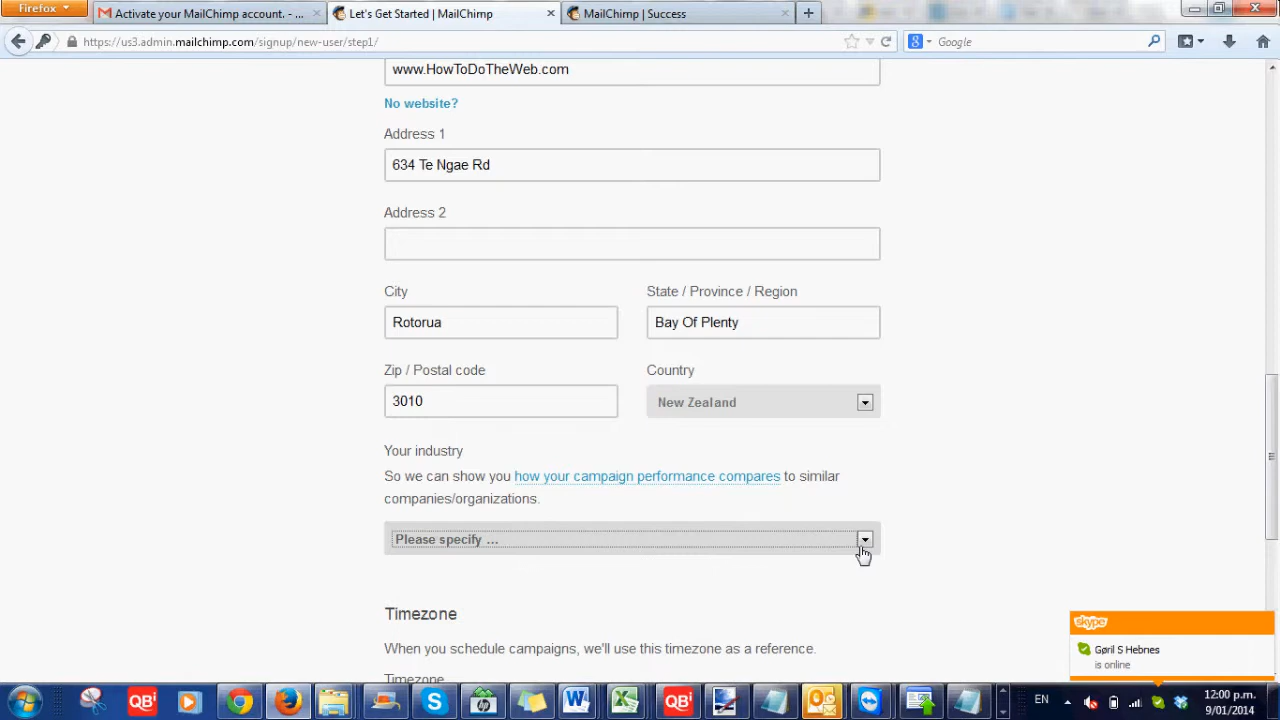 Firefox
Activate your MailChimp account. - ...
Let's Get Started | MailChimp
MailChimp | Success
https://us3.admin.mailchimp.com/signup/new-user/step1/
Google
www.HowToDoTheWeb.com
No website?
Address 1
634 Te Ngae Rd
Address 2
City
State / Province / Region
Rotorua
Bay Of Plenty
Zip / Postal code
Country
3010
New Zealand
Your industry
So we can show you how your campaign performance compares to similar
companies/organizations.
Please specify ...
Timezone
When you schedule campaigns, we'll use this timezone as a reference.
Timezone
skype
Gøril S Hebnes
is online
EN
12:00 p.m.
9/01/2014